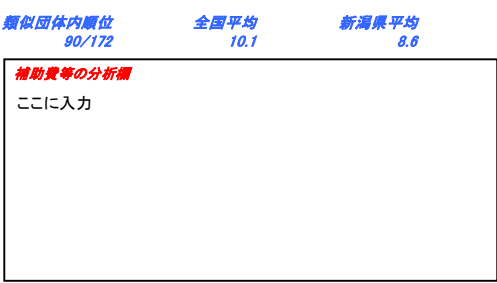 類似団体内順位 全国平均 新潟県平均
90/172 10.1 8.6
補助費等の分析欄
ここに入力